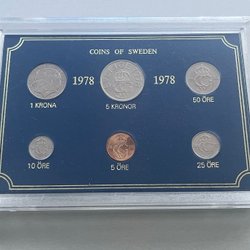 COINS OF SWEDEN
1978 1978
1 KRONA 5 KRONOR 50 ÖRE
10 ÖRE 5 ÖRE 25 ÖRE